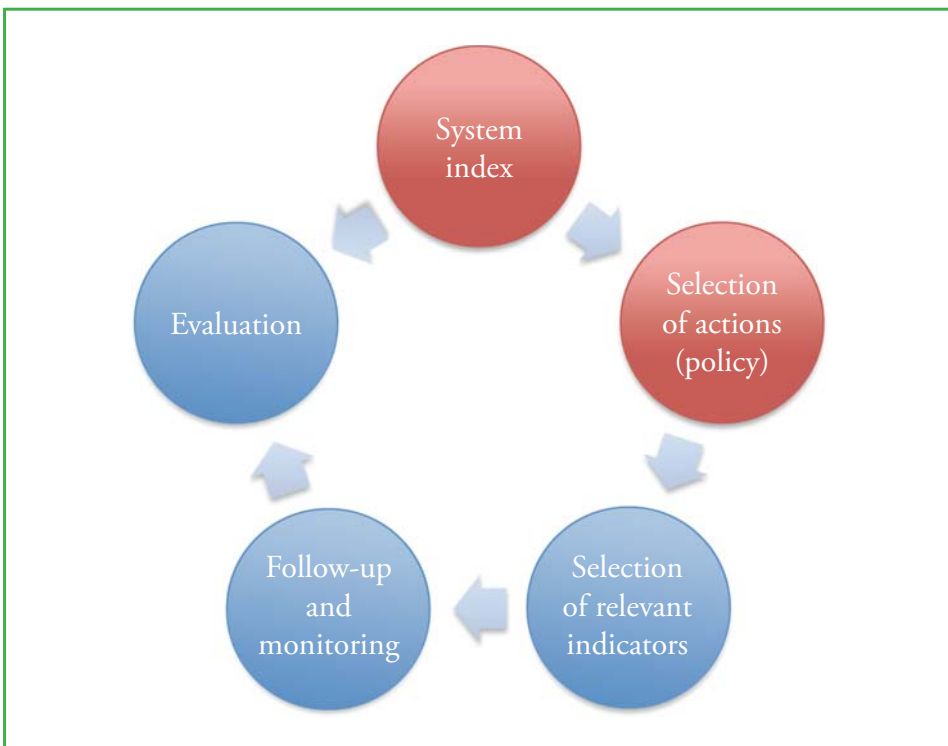 System
index
Selection
of actions
(policy)
Selection
of relevant
indicators
Follow-up
and
monitoring
Evaluation